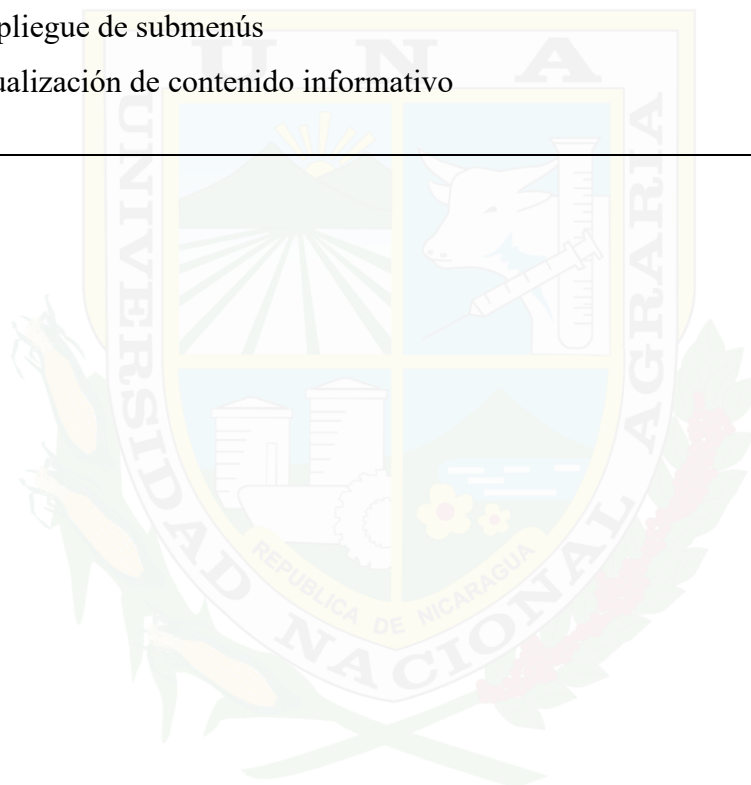 pliegue de submenús
ualización de contenido informativo
U N A
UNIVERSIDAD NACIONAL AGRARIA
REPUBLICA DE NICARAGUA